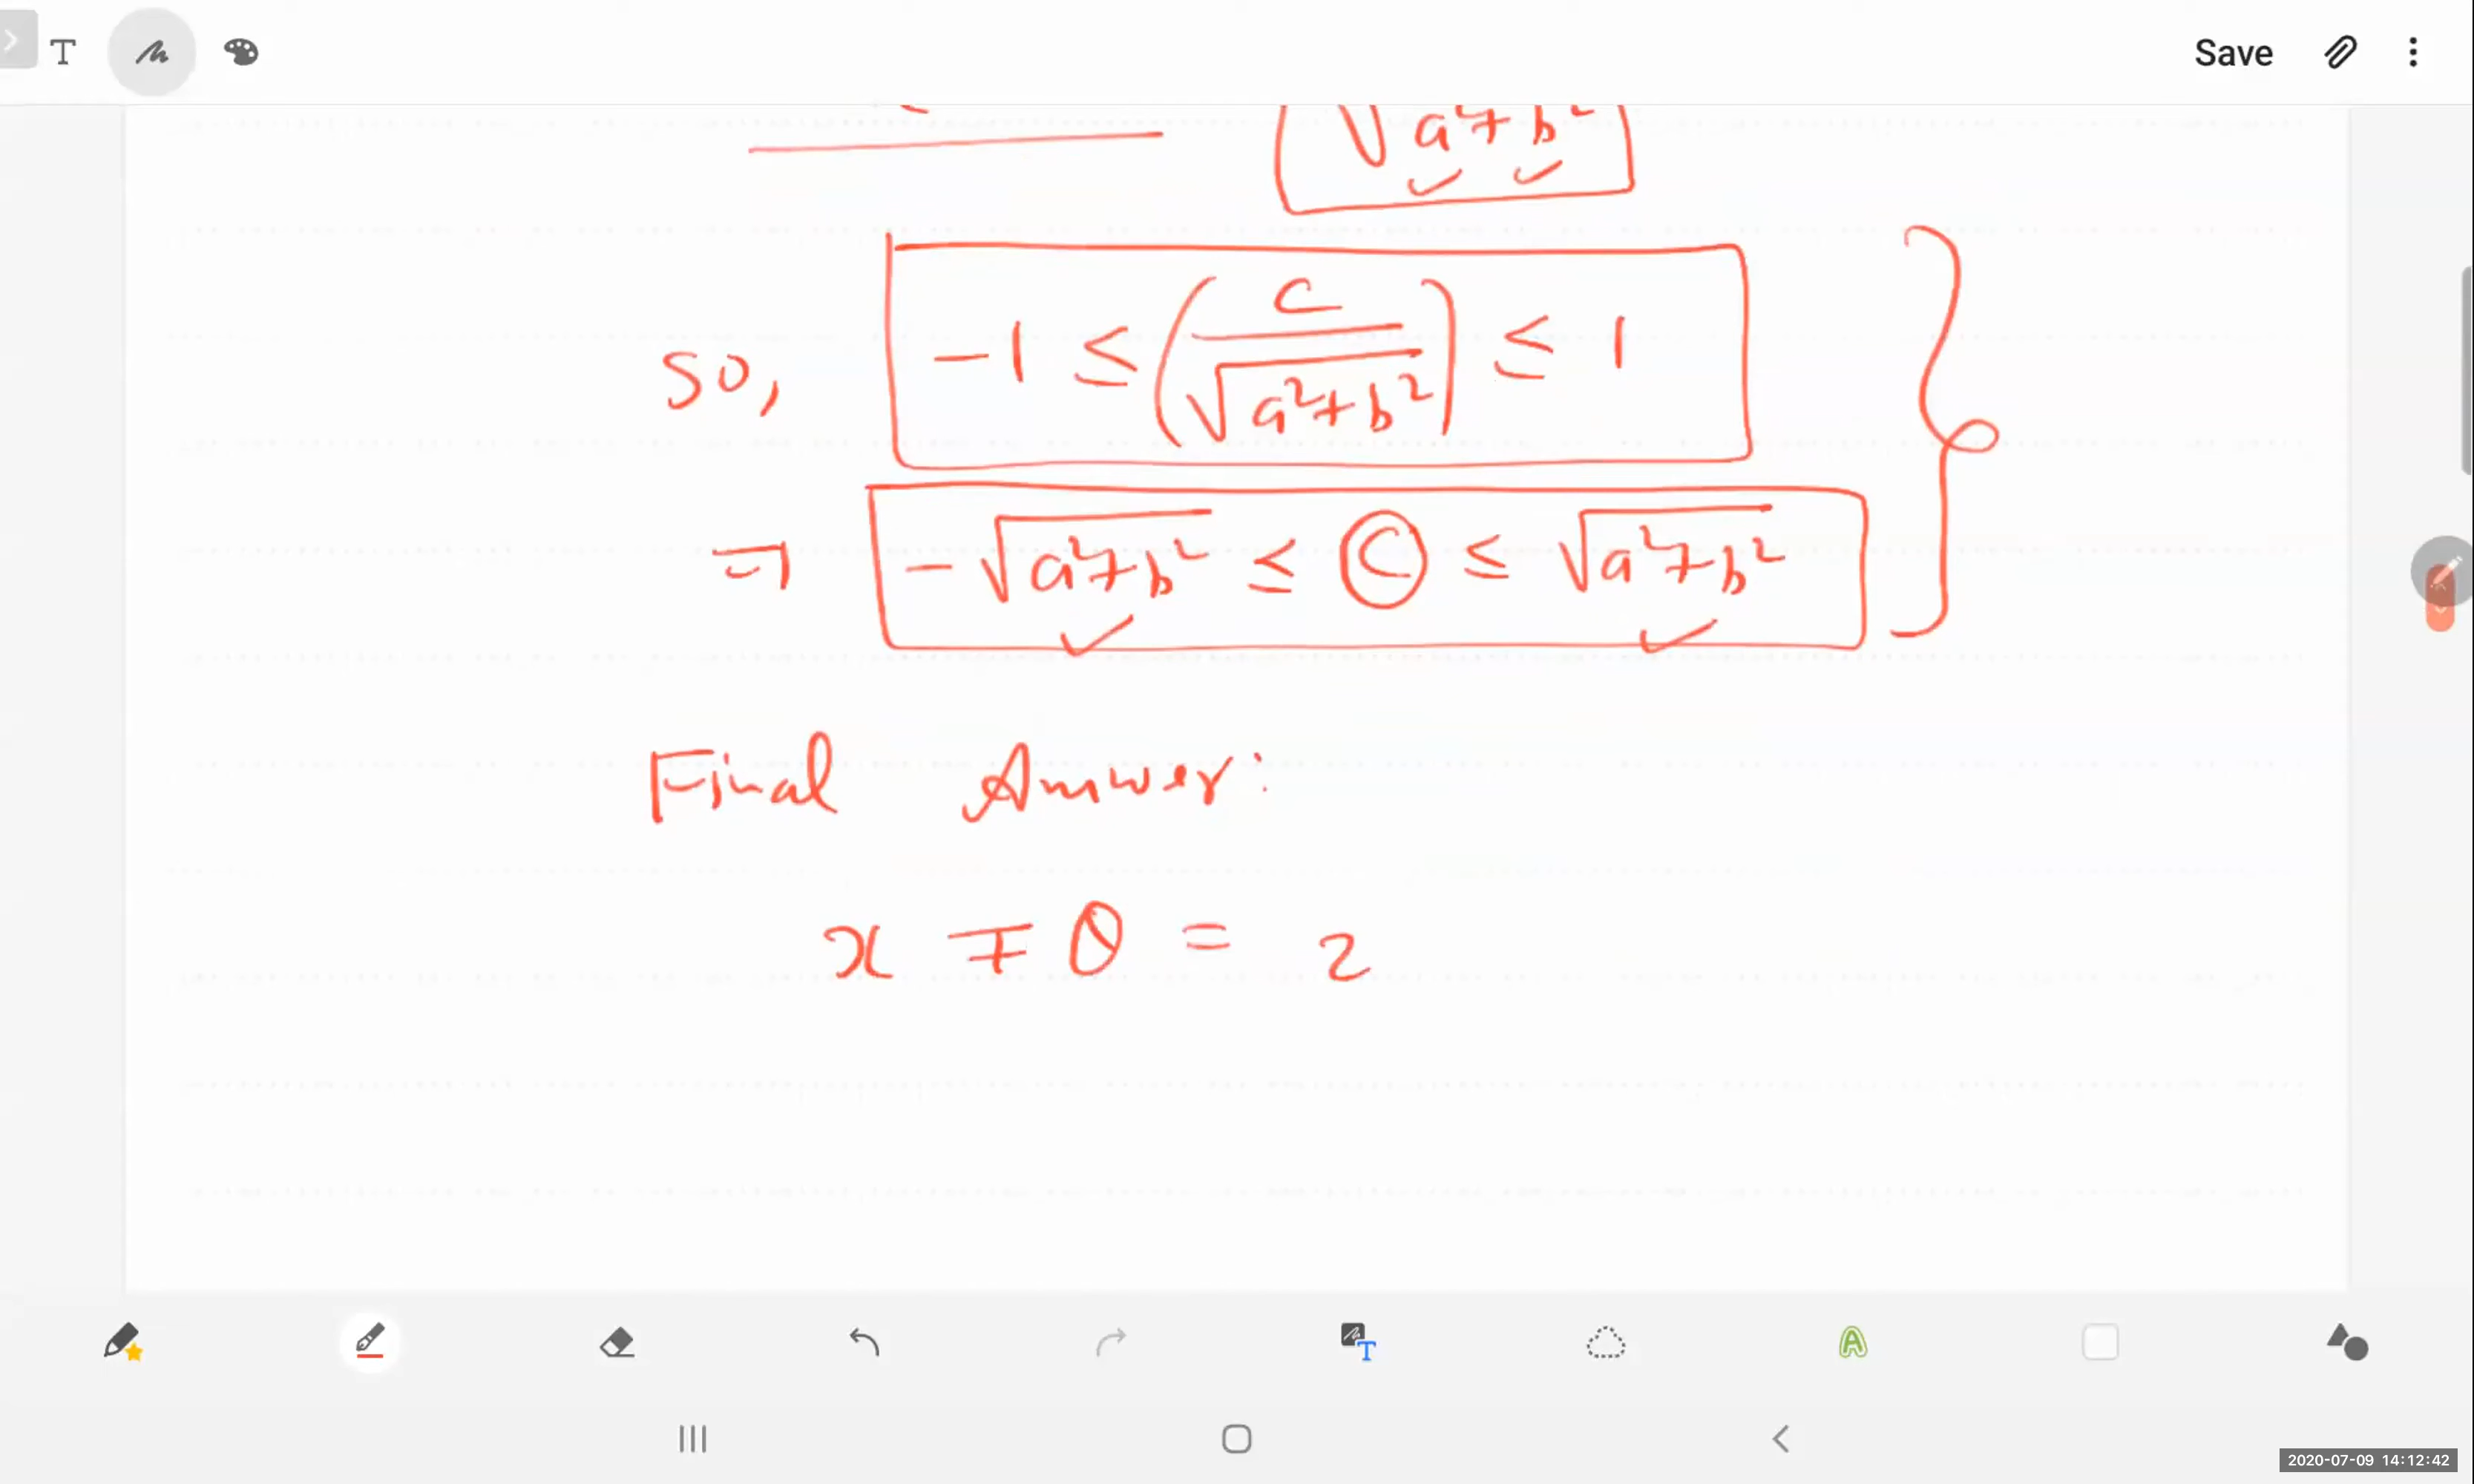 T Save
√a²+b²
so, -1 ≤ (c/√a²+b²) ≤ 1
⇒ -√a²+b² ≤ C ≤ √a²+b²
Final Answer:
x ∓ θ = 2
T A
2020-07-09 14:12:42